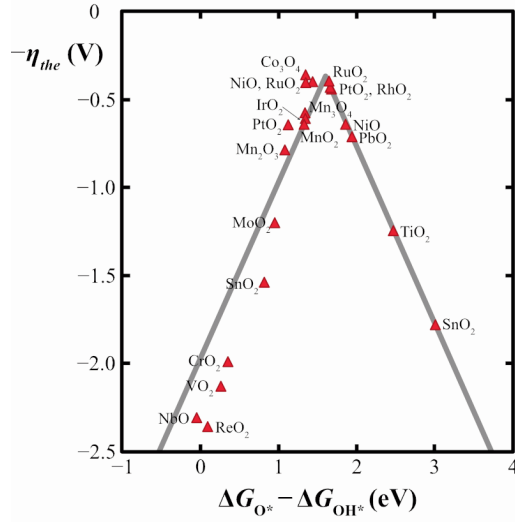 −η_the (V)
0
−0.5
−1.0
−1.5
−2.0
−2.5
−1
0
1
2
3
4
ΔG_O* − ΔG_OH* (eV)
Co₃O₄
RuO₂
NiO, RuO₂
PtO₂, RhO₂
IrO₂
Mn₃O₄
PtO₂
NiO
MnO₂
PbO₂
Mn₂O₃
MoO₂
TiO₂
SnO₂
SnO₂
CrO₂
VO₂
NbO
ReO₂